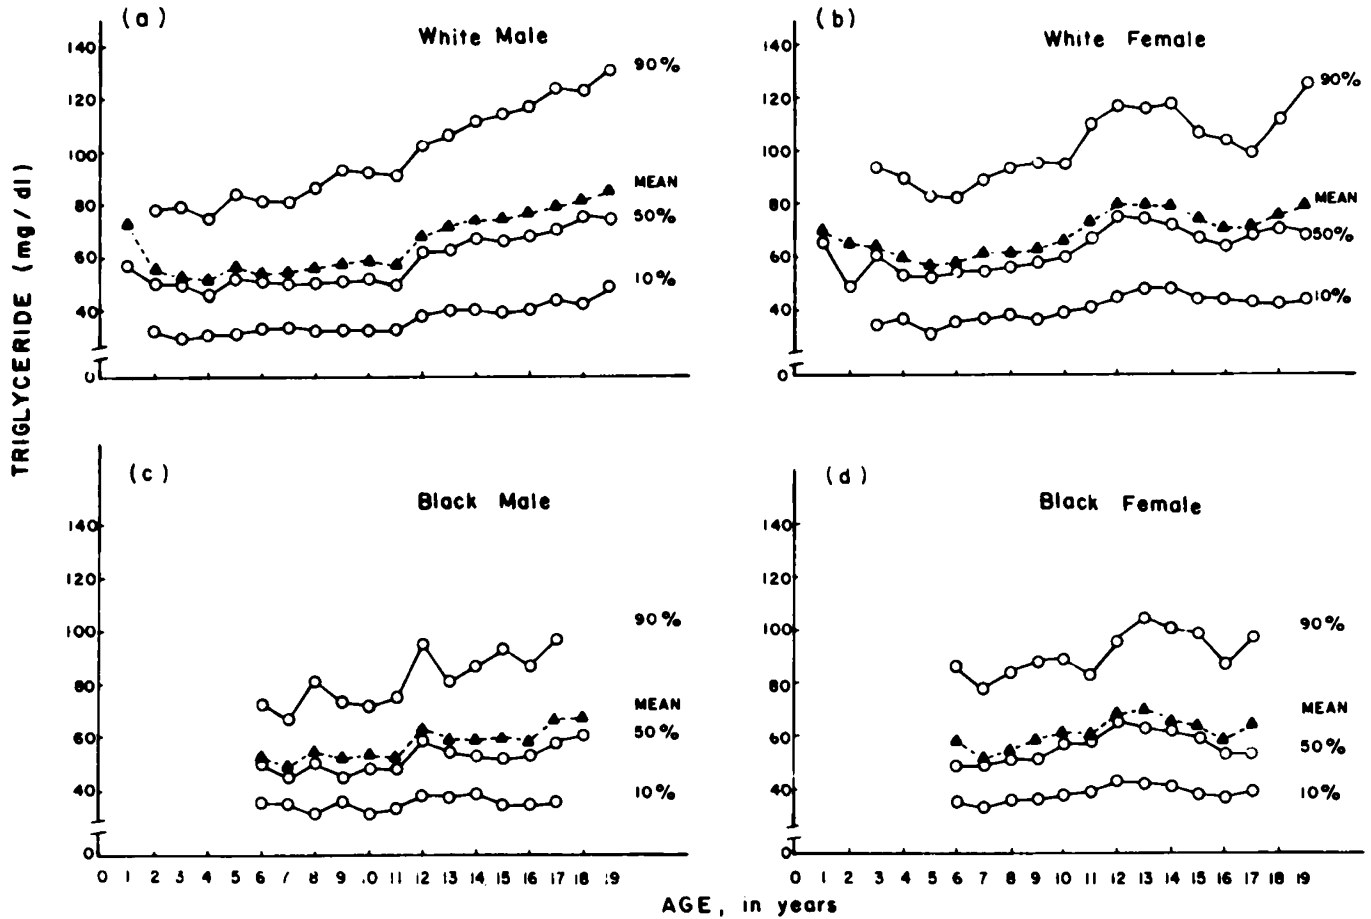 (a)
White Male
140
120
100
80
60
40
0
90%
MEAN
50%
10%
(b)
White Female
140
120
100
80
60
40
0
90%
MEAN
50%
10%
TRIGLYCERIDE (mg/dl)
(c)
Black Male
140
120
100
80
60
40
0
90%
MEAN
50%
10%
0 1 2 3 4 5 6 7 8 9 10 11 12 13 14 15 16 17 18 19
(d)
Black Female
140
120
100
80
60
40
0
90%
MEAN
50%
10%
0 1 2 3 4 5 6 7 8 9 10 11 12 13 14 15 16 17 18 19
AGE, in years